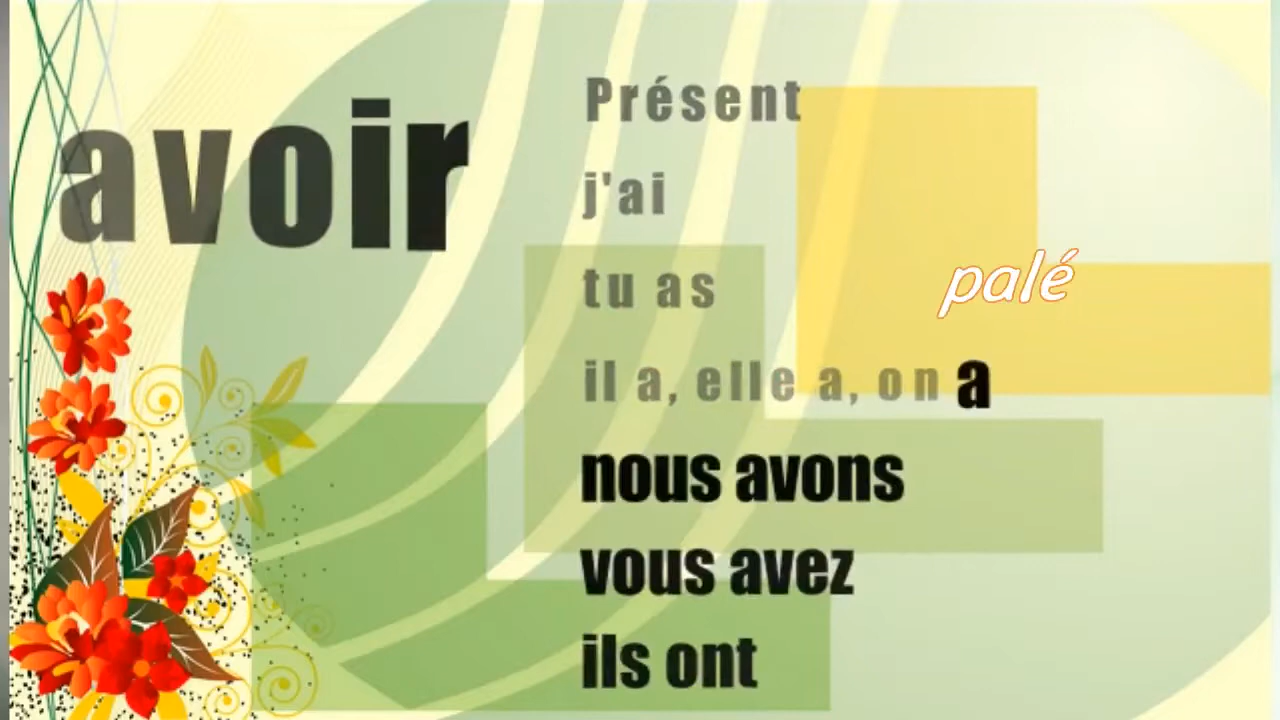 avoir
Présent
j'ai
tu as
palé
il a, elle a, on a
nous avons
vous avez
ils ont